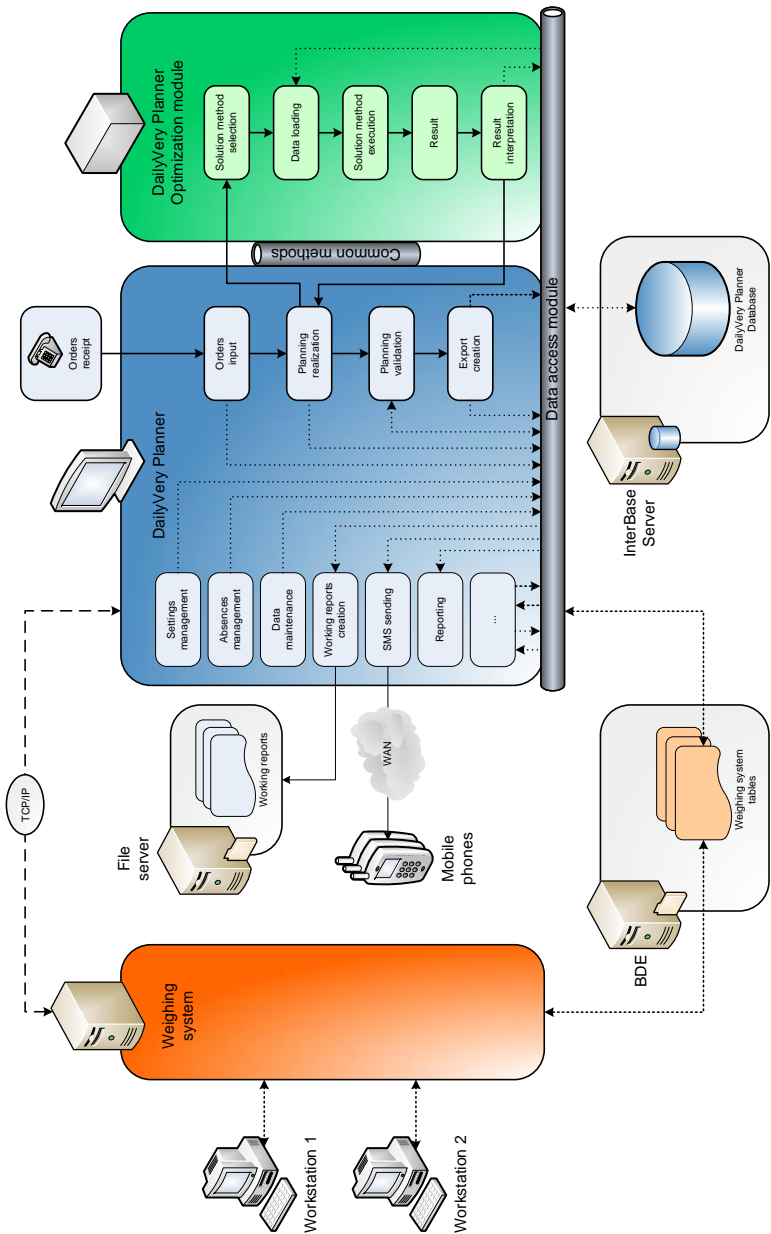 TCP/IP
Weighing
system
Workstation 1
Workstation 2
File
server
Working reports
WAN
Mobile
phones
BDE
Weighing system
tables
DailyVery Planner
Settings
management
Absences
management
Data
maintenance
Working reports
creation
SMS sending
Reporting
...
Orders
receipt
Orders
input
Planning
realization
Planning
validation
Export
creation
Common methods
DailyVery Planner
Optimization module
Solution method
selection
Data loading
Solution method
execution
Result
Result
interpretation
Data access module
InterBase
Server
DailyVery Planner
Database